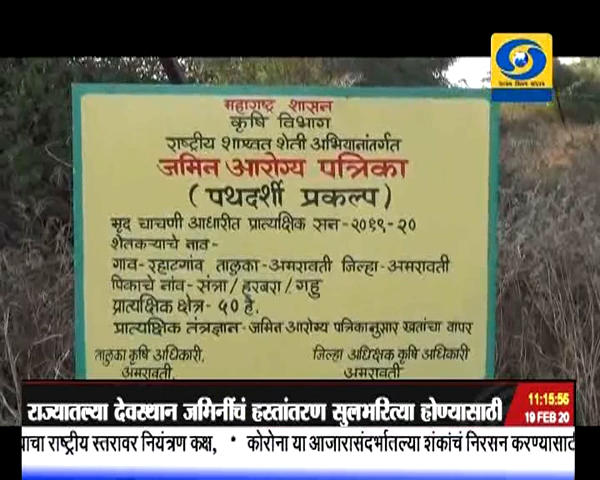 महाराष्ट्र शासन
कृषि विभाग
राष्ट्रीय शाश्वत शेती अभियानांतर्गत
जमिन आरोग्य पत्रिका
(पथदर्शी प्रकल्प)
मृद चाचणी आधारीत प्रात्यक्षिक सन-२०१९-२०
शेतकऱ्याचे नाव-
गाव-रहाटगांव तालुका-अमरावती जिल्हा-अमरावती
पिकाचे नांव- संत्रा/हरबरा/गहु
प्रात्यक्षिक क्षेत्र- ५० हे.
प्रात्यक्षिक तंत्रज्ञान-जमिन आरोग्य पत्रिकानुसार खतांचा वापर
तालुका कृषि अधिकारी, जिल्हा अधिक्षक कृषि अधिकारी
अमरावती. अमरावती
राज्यातल्या देवस्थान जमिनींचं हस्तांतरण सुलभरित्या होण्यासाठी
11:15:56
19 FEB 20
याचा राष्ट्रीय स्तरावर नियंत्रण कक्ष, * कोरोना या आजारासंदर्भातल्या शंकांचं निरसन करण्यासाठी